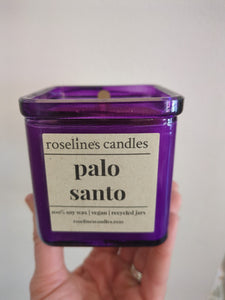 roseline's candles
palo
santo
100% soy wax | vegan | recycled jars
roselinescandles.com